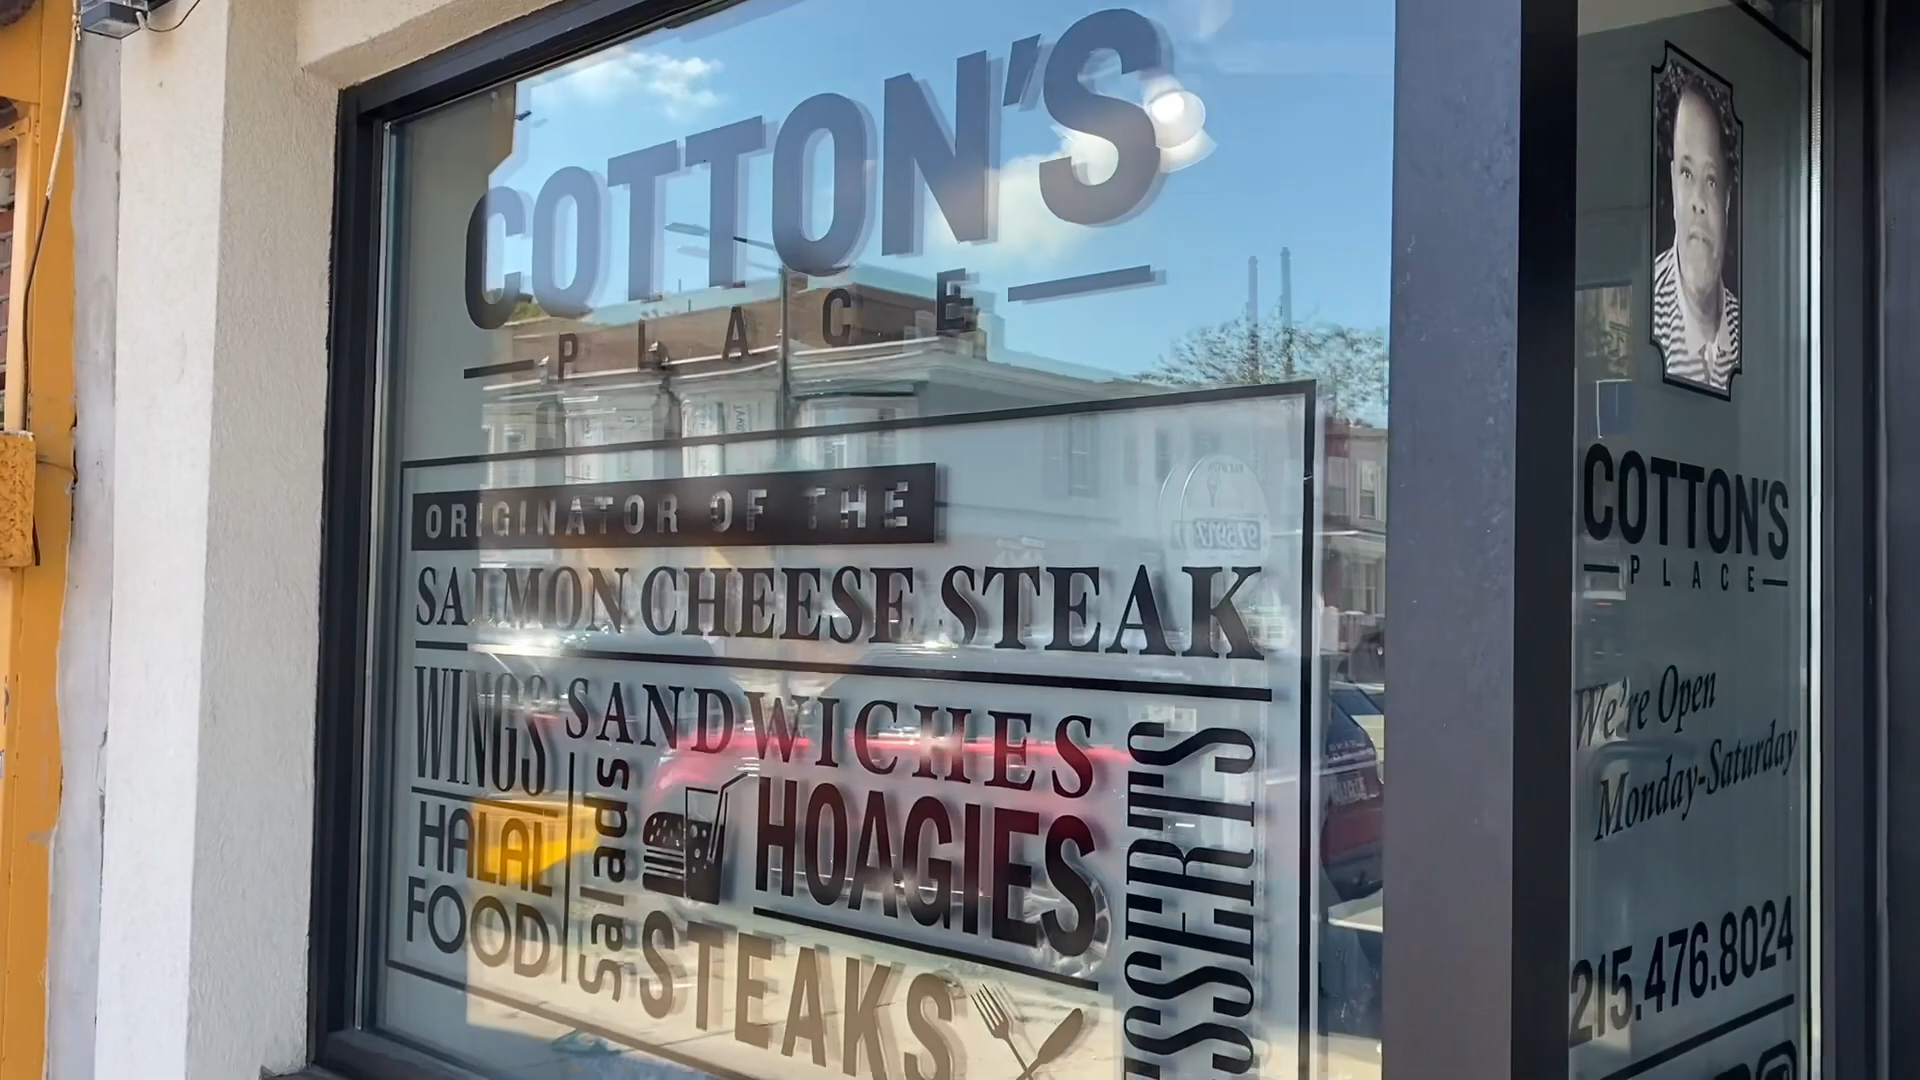 COTTON'S
PLACE
ORIGINATOR OF THE
SALMON CHEESE STEAK
WINGS
SANDWICHES
HALAL
FOOD
Salads
HOAGIES
STEAKS
SSERTS
COTTON'S
PLACE
We're Open
Monday-Saturday
215.476.8024